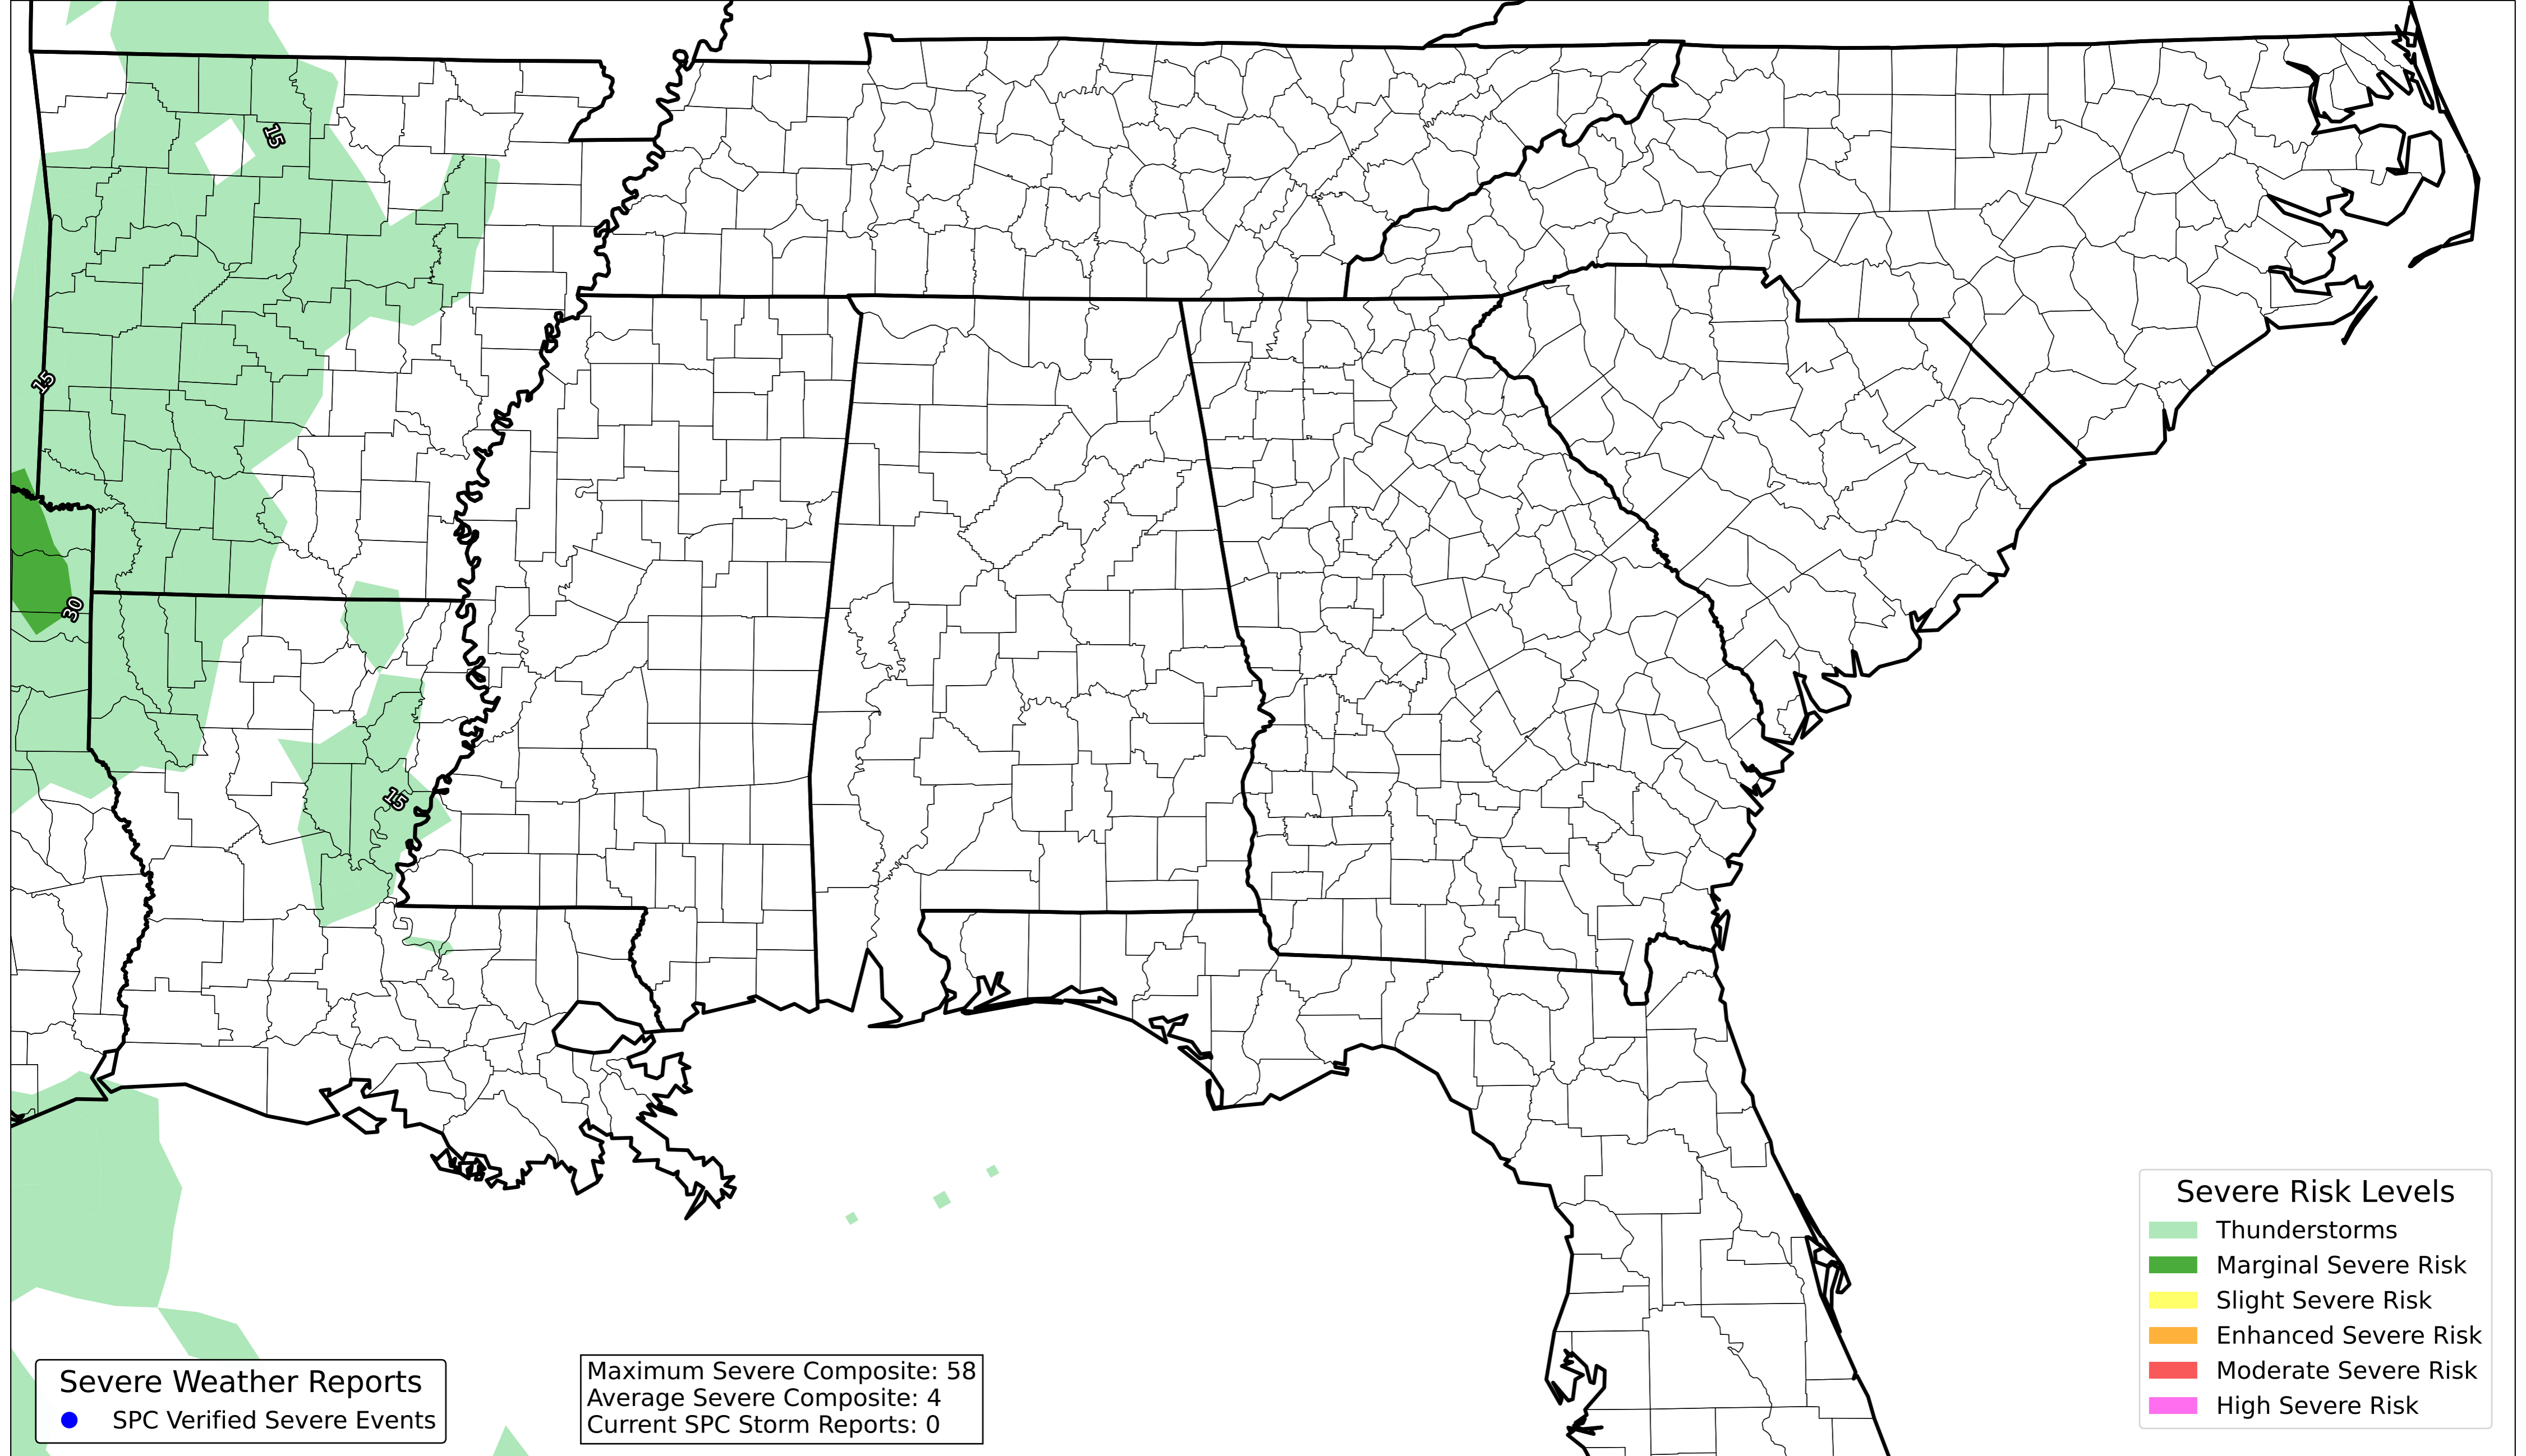 15
15
30
15
Severe Risk Levels
Thunderstorms
Marginal Severe Risk
Slight Severe Risk
Enhanced Severe Risk
Moderate Severe Risk
High Severe Risk
Severe Weather Reports
SPC Verified Severe Events
Maximum Severe Composite: 58
Average Severe Composite: 4
Current SPC Storm Reports: 0